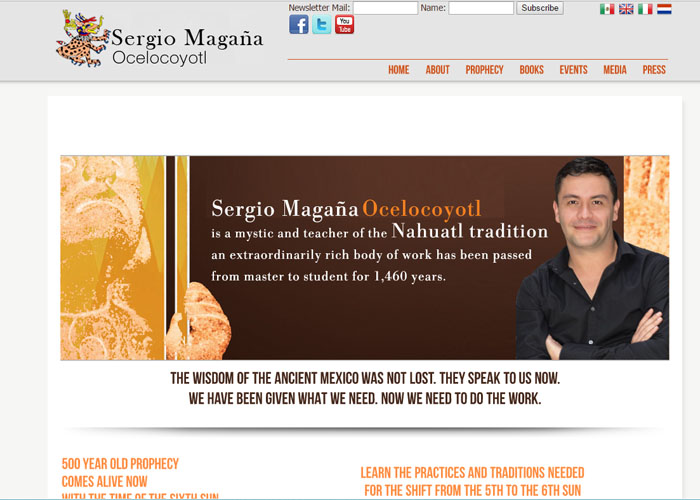 Newsletter Mail: Name: Subscribe
You
Tube
Sergio Magaña
Ocelocoyotl
HOME ABOUT PROPHECY BOOKS EVENTS MEDIA PRESS
Sergio Magaña Ocelocoyotl
is a mystic and teacher of the Nahuatl tradition
an extraordinarily rich body of work has been passed
from master to student for 1,460 years.
THE WISDOM OF THE ANCIENT MEXICO WAS NOT LOST. THEY SPEAK TO US NOW.
WE HAVE BEEN GIVEN WHAT WE NEED. NOW WE NEED TO DO THE WORK.
500 YEAR OLD PROPHECY
COMES ALIVE NOW
WITH THE TIME OF THE SIXTH SUN
LEARN THE PRACTICES AND TRADITIONS NEEDED
FOR THE SHIFT FROM THE 5TH TO THE 6TH SUN